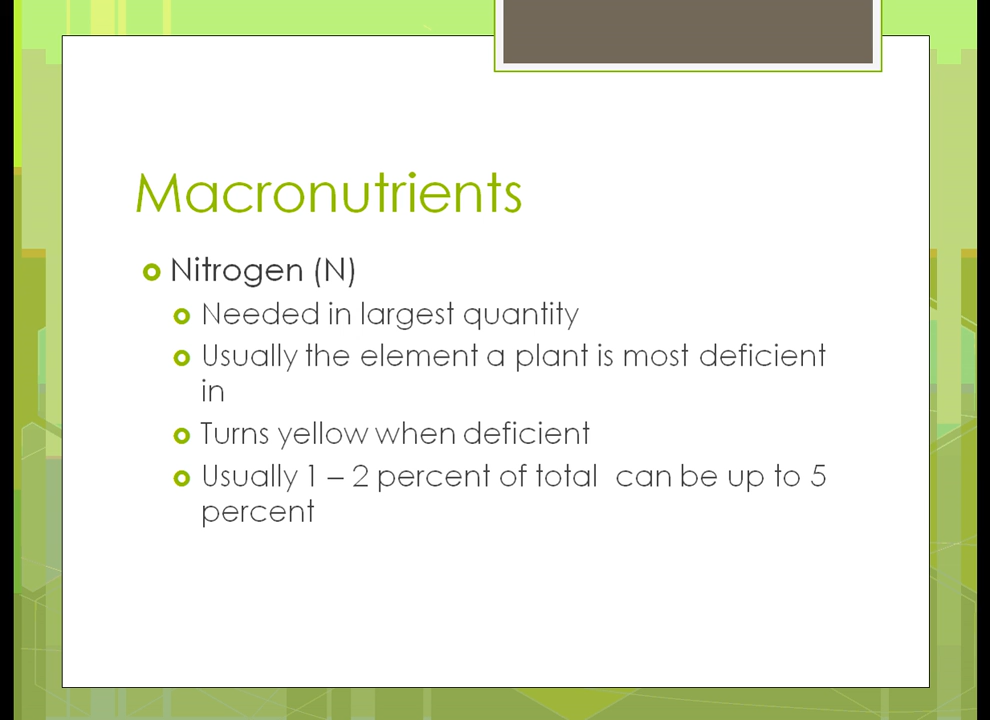 Macronutrients
Nitrogen (N)
Needed in largest quantity
Usually the element a plant is most deficient
in
Turns yellow when deficient
Usually 1 – 2 percent of total  can be up to 5
percent